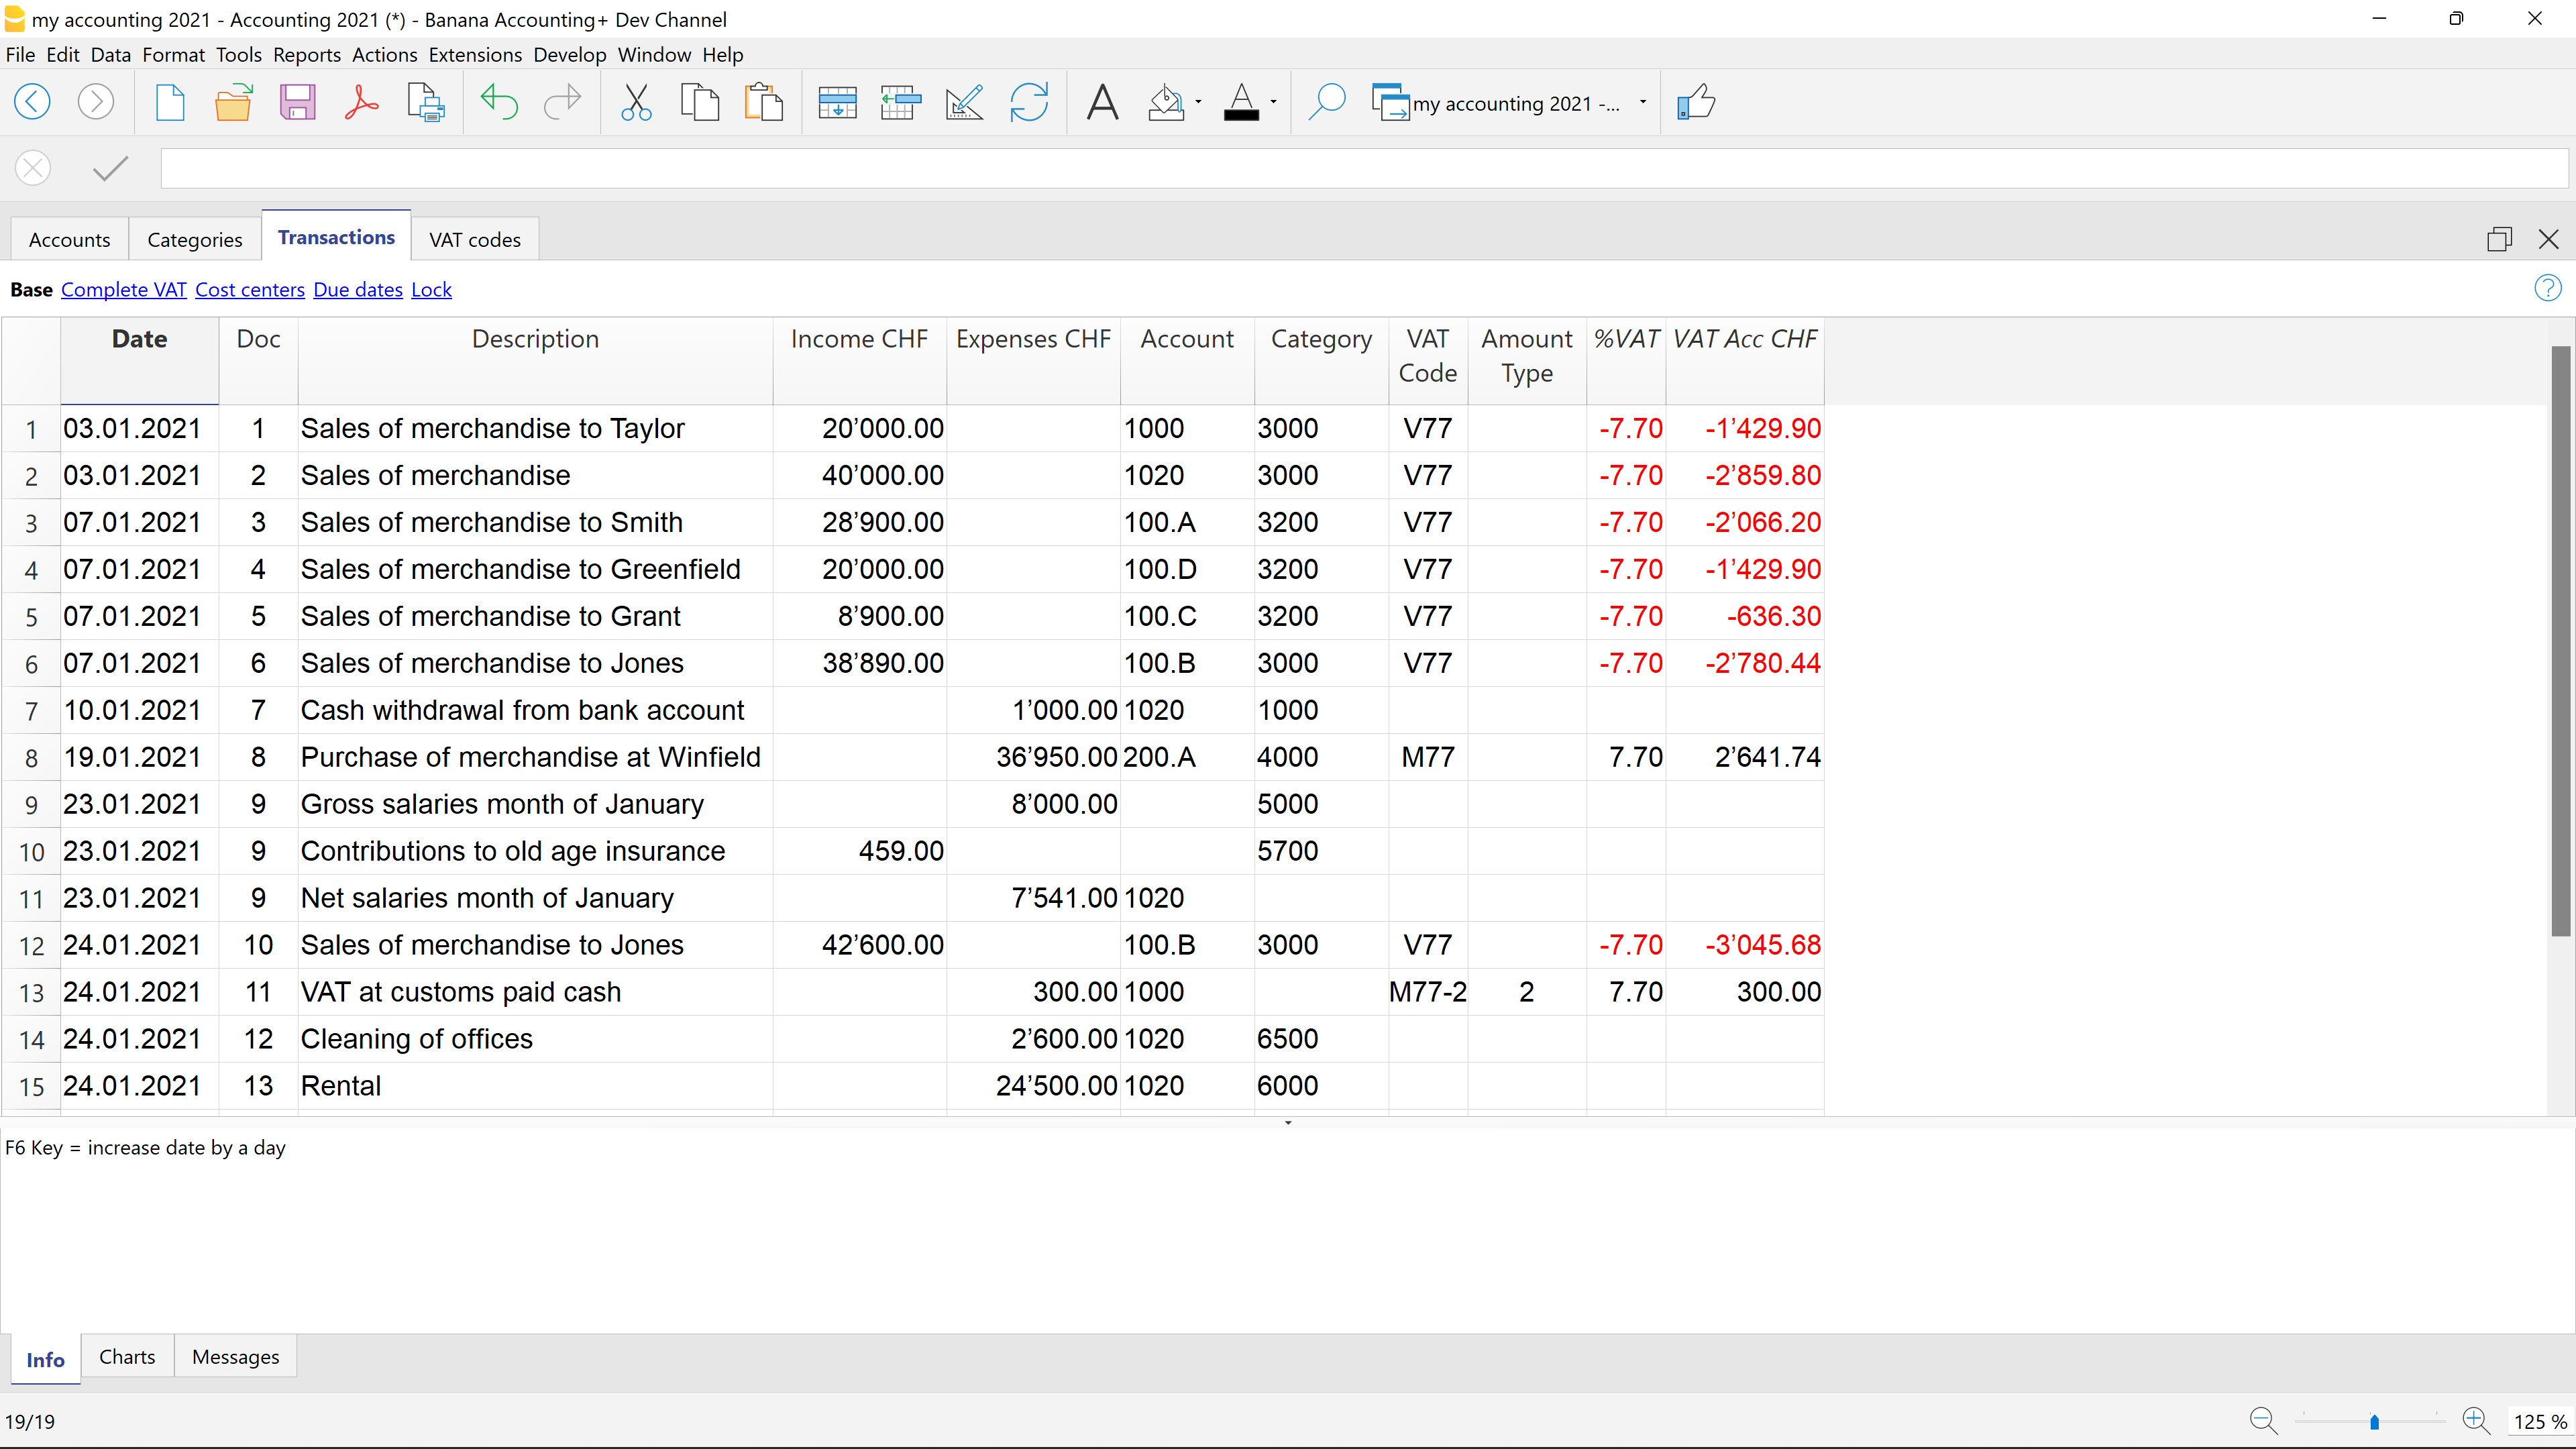 my accounting 2021 - Accounting 2021 (*) - Banana Accounting+ Dev Channel
File Edit Data Format Tools Reports Actions Extensions Develop Window Help
my accounting 2021 -...
Accounts Categories Transactions VAT codes
Base Complete VAT Cost centers Due dates Lock
Date Doc Description Income CHF Expenses CHF Account Category VAT Code Amount Type %VAT VAT Acc CHF
1 03.01.2021 1 Sales of merchandise to Taylor 20’000.00 1000 3000 V77 -7.70 -1’429.90
2 03.01.2021 2 Sales of merchandise 40’000.00 1020 3000 V77 -7.70 -2’859.80
3 07.01.2021 3 Sales of merchandise to Smith 28’900.00 100.A 3200 V77 -7.70 -2’066.20
4 07.01.2021 4 Sales of merchandise to Greenfield 20’000.00 100.D 3200 V77 -7.70 -1’429.90
5 07.01.2021 5 Sales of merchandise to Grant 8’900.00 100.C 3200 V77 -7.70 -636.30
6 07.01.2021 6 Sales of merchandise to Jones 38’890.00 100.B 3000 V77 -7.70 -2’780.44
7 10.01.2021 7 Cash withdrawal from bank account 1’000.00 1020 1000
8 19.01.2021 8 Purchase of merchandise at Winfield 36’950.00 200.A 4000 M77 7.70 2’641.74
9 23.01.2021 9 Gross salaries month of January 8’000.00 5000
10 23.01.2021 9 Contributions to old age insurance 459.00 5700
11 23.01.2021 9 Net salaries month of January 7’541.00 1020
12 24.01.2021 10 Sales of merchandise to Jones 42’600.00 100.B 3000 V77 -7.70 -3’045.68
13 24.01.2021 11 VAT at customs paid cash 300.00 1000 M77-2 2 7.70 300.00
14 24.01.2021 12 Cleaning of offices 2’600.00 1020 6500
15 24.01.2021 13 Rental 24’500.00 1020 6000
F6 Key = increase date by a day
Info Charts Messages
19/19 125 %